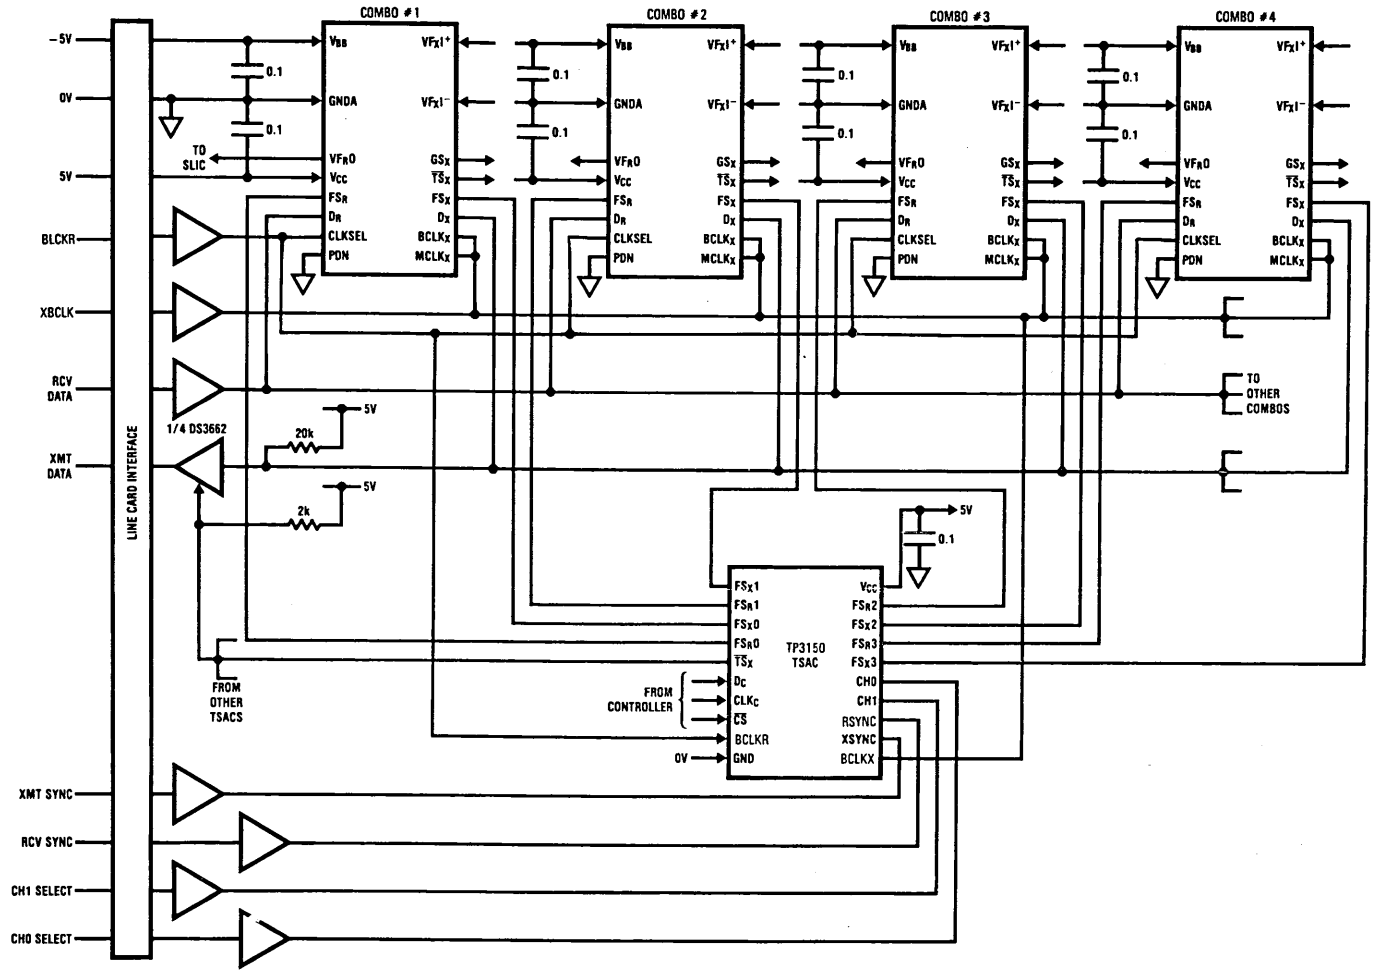 COMBO #1
COMBO #2
COMBO #3
COMBO #4
-5V
0V
5V
BLCKR
XBCLK
RCV
DATA
XMT
DATA
XMT SYNC
RCV SYNC
CH1 SELECT
CH0 SELECT
LINE CARD INTERFACE
0.1
0.1
TO
SLIC
VBB
GNDA
VFRO
VCC
FSR
DR
CLKSEL
PDN
VFXI+
VFXI-
GSX
TSX
FSX
DX
BCLKX
MCLKX
0.1
0.1
VBB
GNDA
VFRO
VCC
FSR
DR
CLKSEL
PDN
VFXI+
VFXI-
GSX
TSX
FSX
DX
BCLKX
MCLKX
0.1
0.1
VBB
GNDA
VFRO
VCC
FSR
DR
CLKSEL
PDN
VFXI+
VFXI-
GSX
TSX
FSX
DX
BCLKX
MCLKX
0.1
0.1
VBB
GNDA
VFRO
VCC
FSR
DR
CLKSEL
PDN
VFXI+
VFXI-
GSX
TSX
FSX
DX
BCLKX
MCLKX
TO
OTHER
COMBOS
1/4 DS3662
20k
5V
2k
5V
5V
0.1
FSX1
FSR1
FSX0
FSR0
TSX
DC
CLKC
CS
BCLKR
GND
TP3150
TSAC
VCC
FSR2
FSX2
FSR3
FSX3
CH0
CH1
RSYNC
XSYNC
BCLKX
FROM
CONTROLLER
0V
FROM
OTHER
TSACS